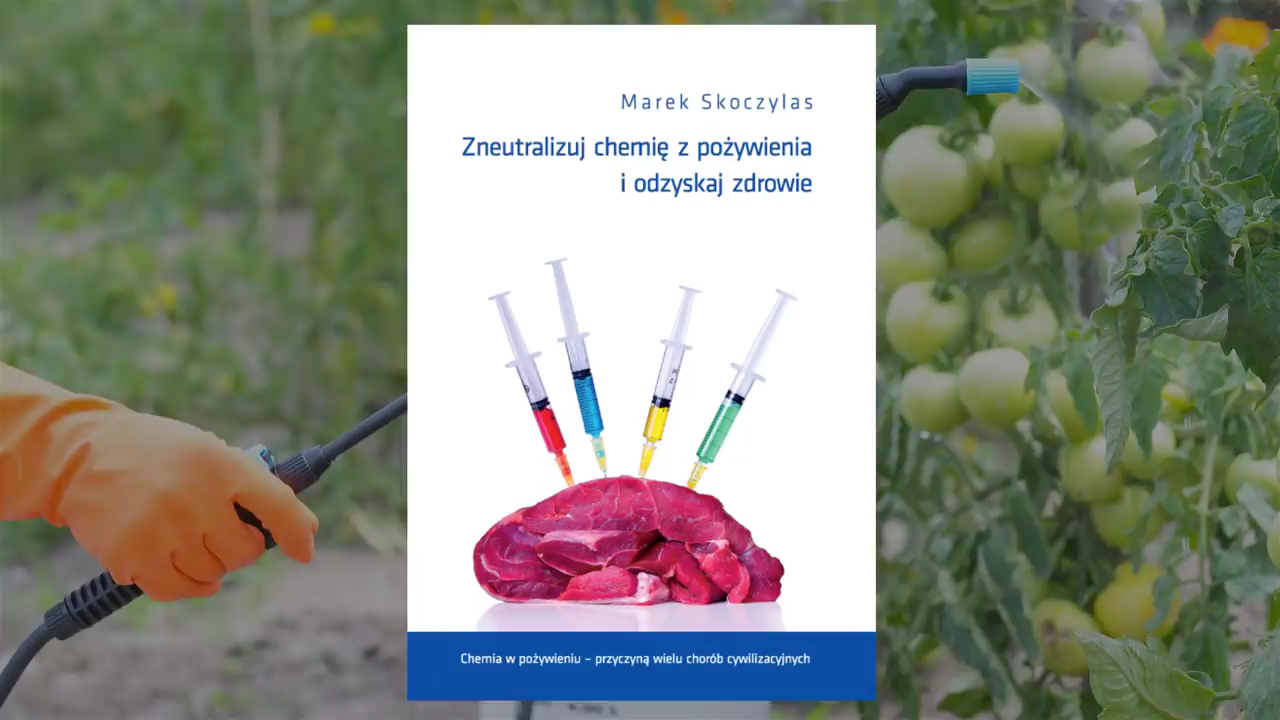 Marek Skoczylas
Zneutralizuj chemię z pożywienia
i odzyskaj zdrowie
Chemia w pożywieniu – przyczyną wielu chorób cywilizacyjnych